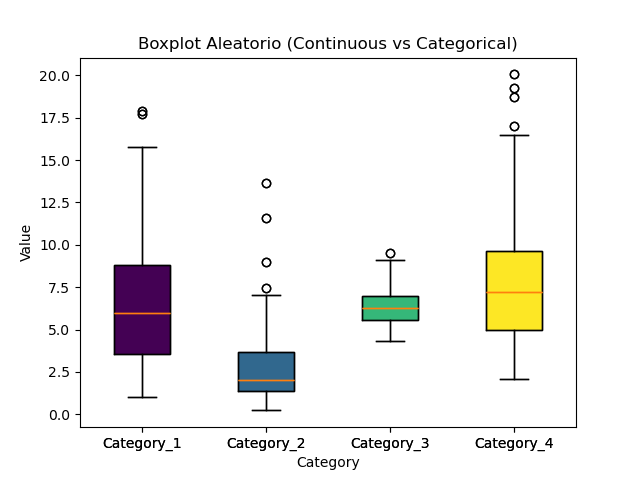 Boxplot Aleatorio (Continuous vs Categorical)
20.0
17.5
15.0
12.5
10.0
7.5
5.0
2.5
0.0
Value
Category_1 Category_2 Category_3 Category_4
Category